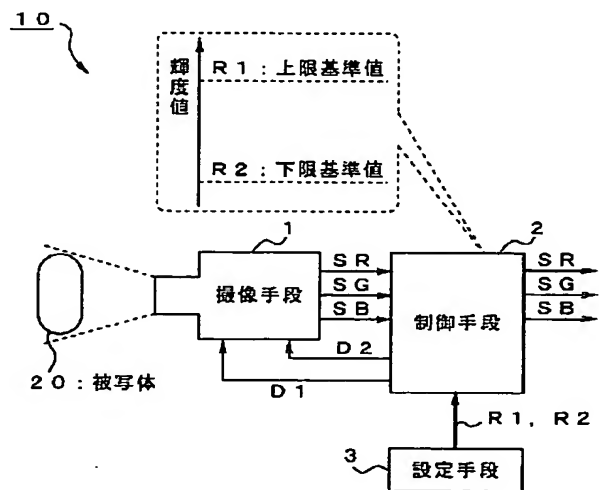 10
輝度値
R1:上限基準値
R2:下限基準値
1
2
撮像手段
SR
SG
SB
制御手段
SR
SG
SB
D2
D1
20:被写体
R1, R2
3
設定手段